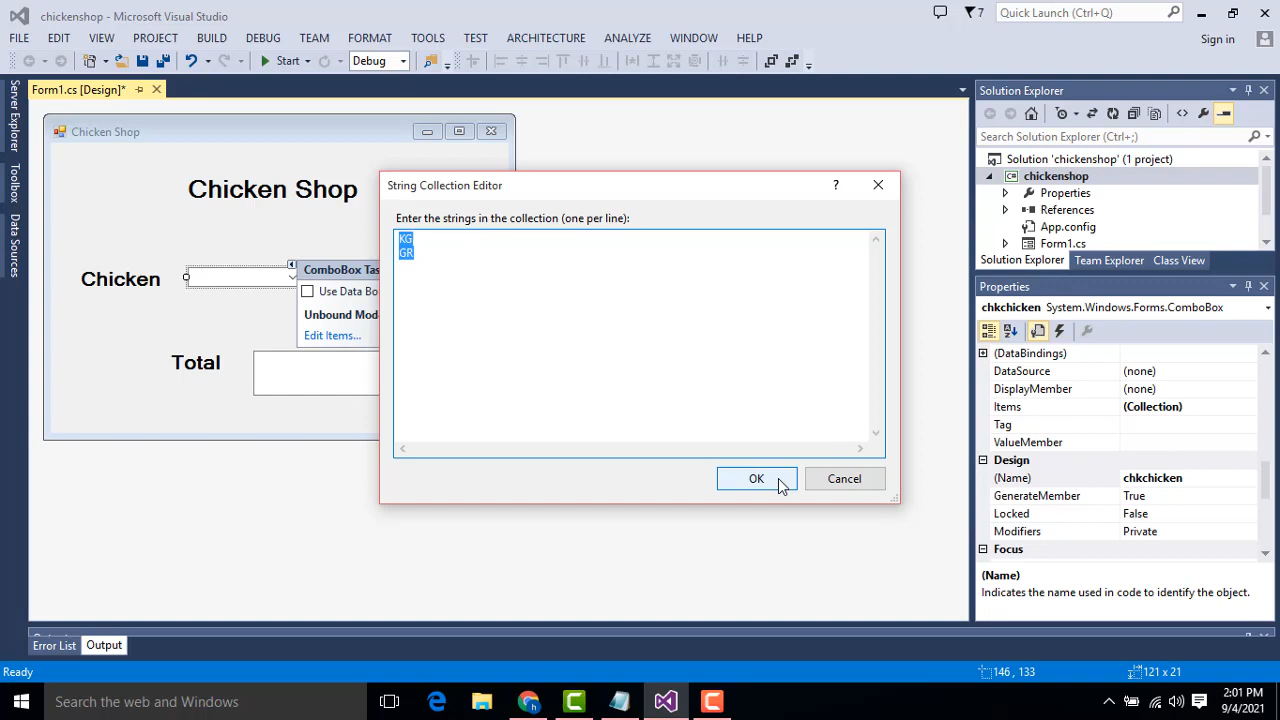 chickenshop - Microsoft Visual Studio
7
Quick Launch (Ctrl+Q)
FILE EDIT VIEW PROJECT BUILD DEBUG TEAM FORMAT TOOLS TEST ARCHITECTURE ANALYZE WINDOW HELP
Sign in
Start
Debug
Server Explorer
Toolbox
Data Sources
Form1.cs [Design]*
Chicken Shop
Chicken Shop
Chicken
ComboBox Tas
Use Data Bo
Unbound Mod
Edit Items...
Total
String Collection Editor
?
Enter the strings in the collection (one per line):
KG
GR
OK
Cancel
Solution Explorer
Search Solution Explorer (Ctrl+;)
Solution 'chickenshop' (1 project)
C# chickenshop
Properties
References
App.config
Form1.cs
Solution Explorer Team Explorer Class View
Properties
chkchicken System.Windows.Forms.ComboBox
(DataBindings)
DataSource (none)
DisplayMember (none)
Items (Collection)
Tag
ValueMember
Design
(Name) chkchicken
GenerateMember True
Locked False
Modifiers Private
Focus
(Name)
Indicates the name used in code to identify the object.
Error List Output
Ready
146 , 133
121 x 21
Search the web and Windows
2:01 PM
9/4/2021